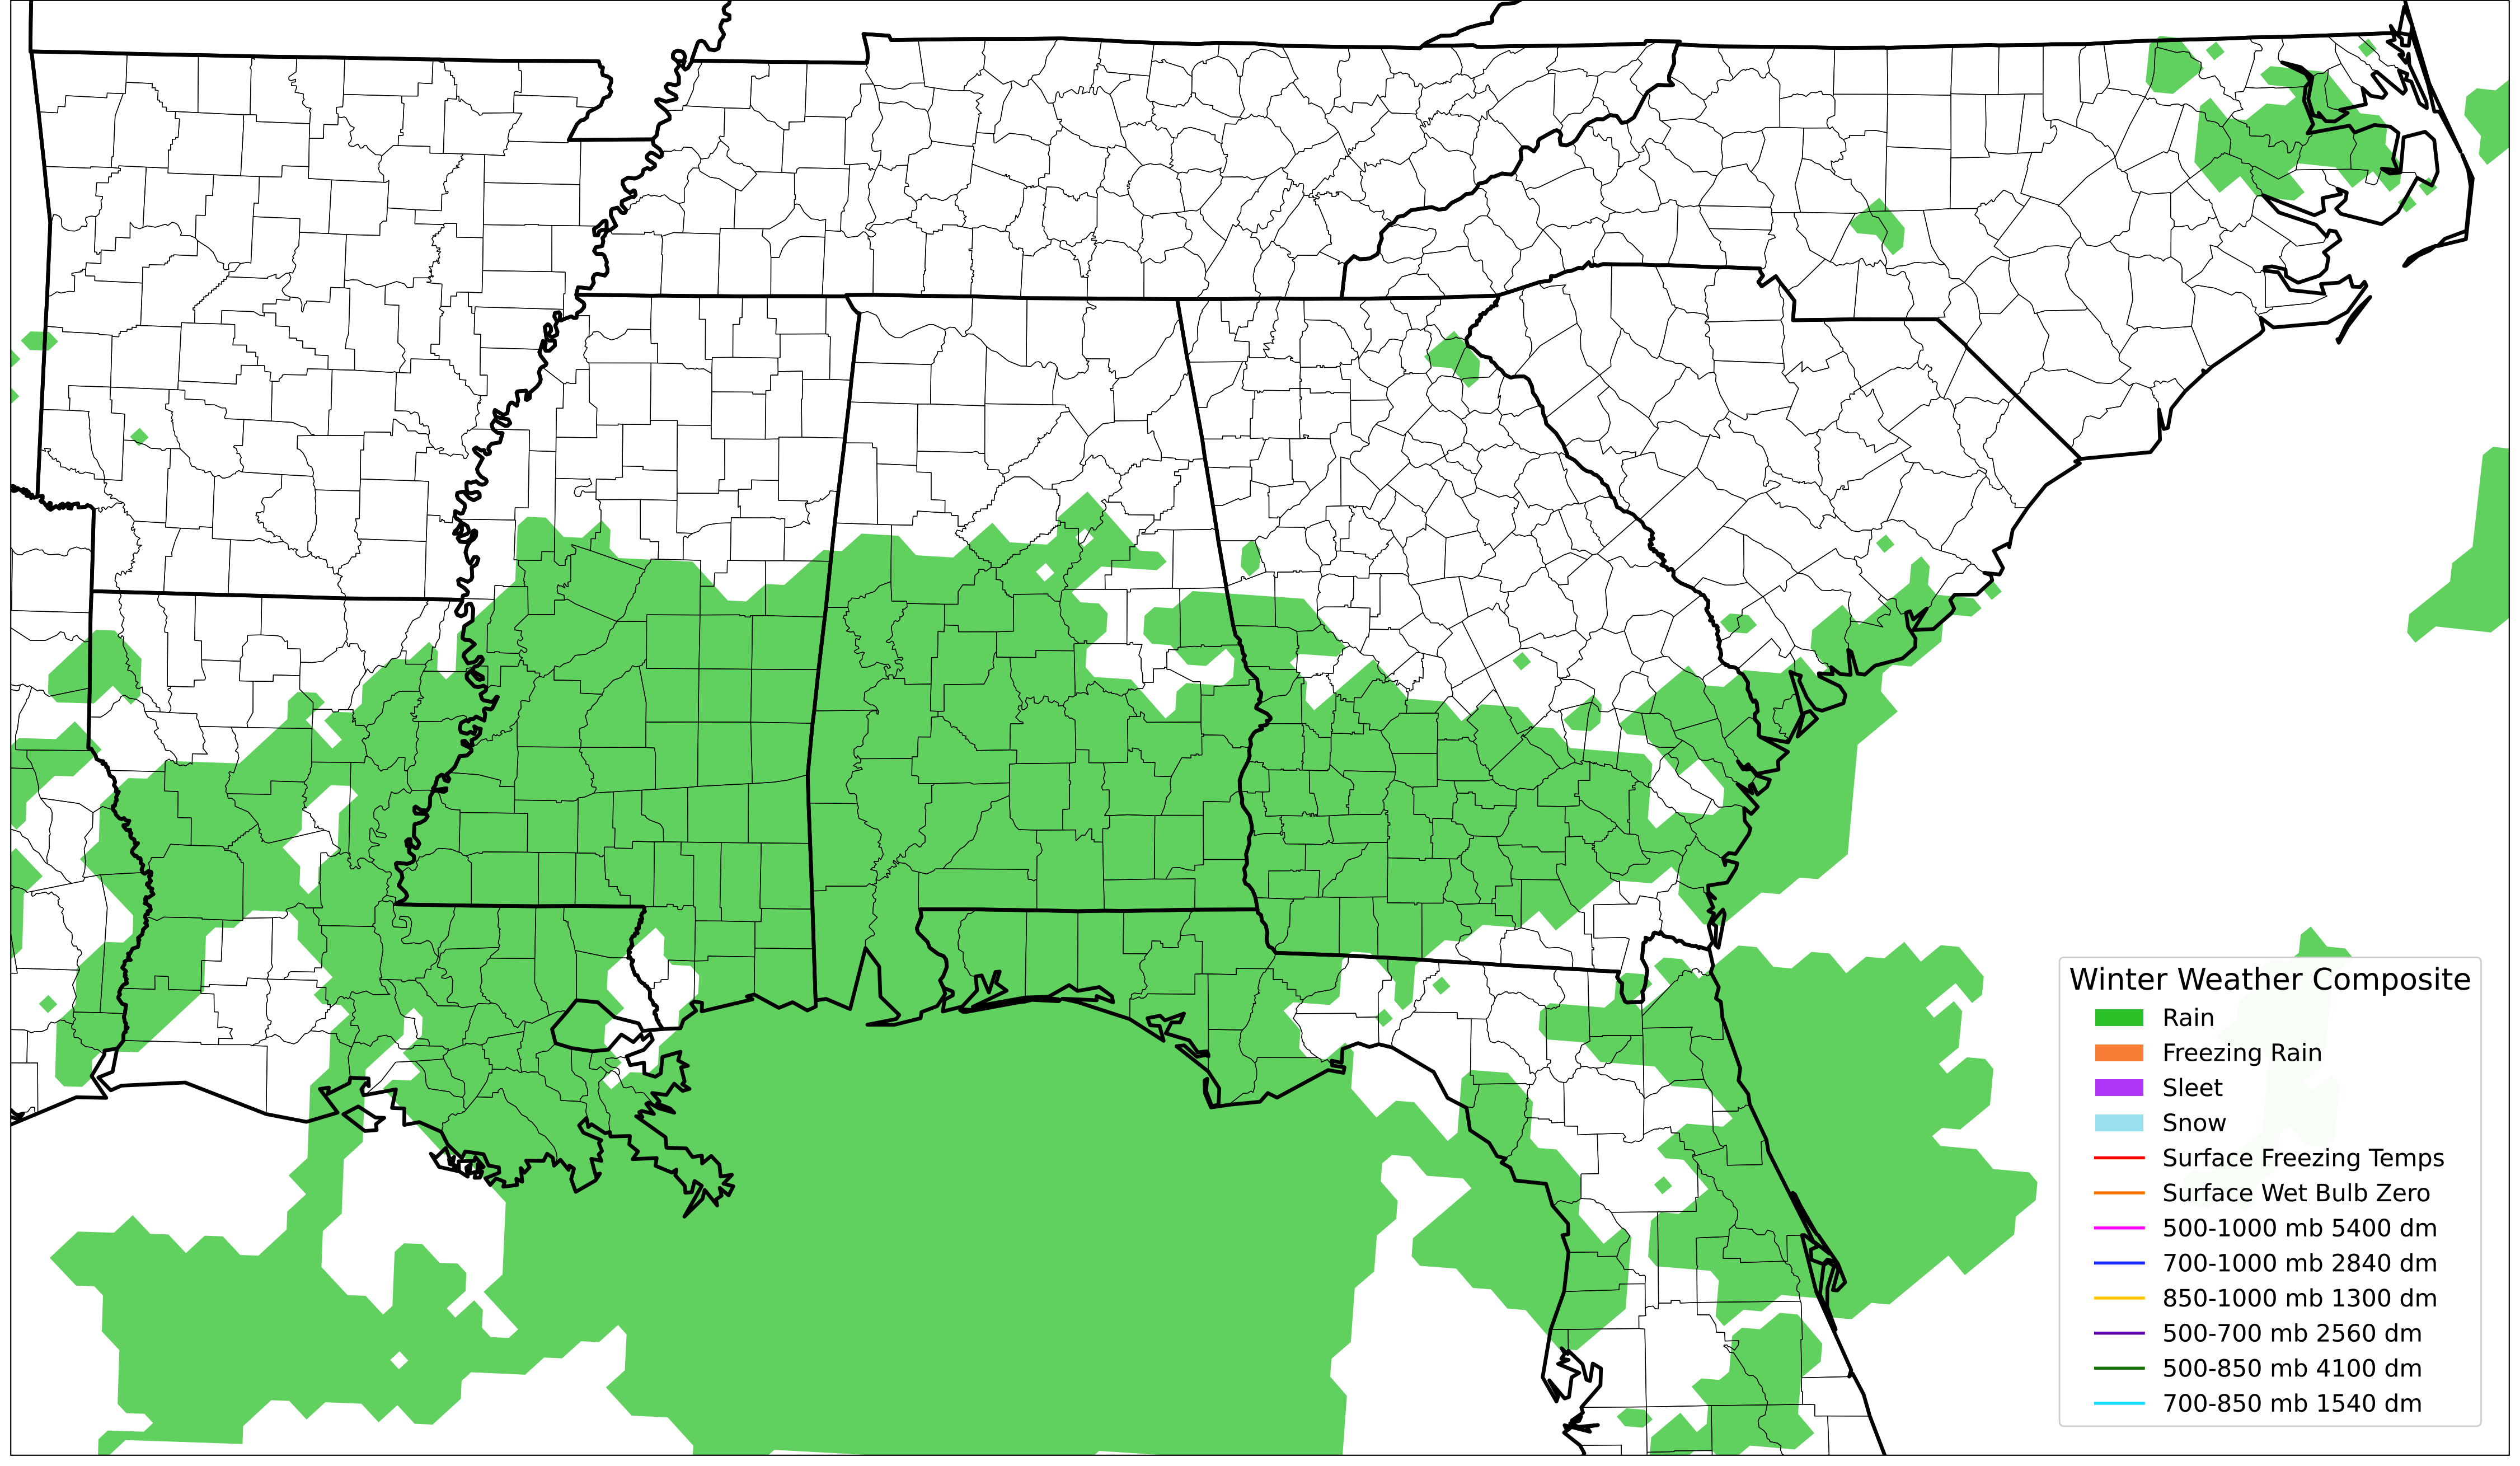 Winter Weather Composite
Rain
Freezing Rain
Sleet
Snow
Surface Freezing Temps
Surface Wet Bulb Zero
500-1000 mb 5400 dm
700-1000 mb 2840 dm
850-1000 mb 1300 dm
500-700 mb 2560 dm
500-850 mb 4100 dm
700-850 mb 1540 dm